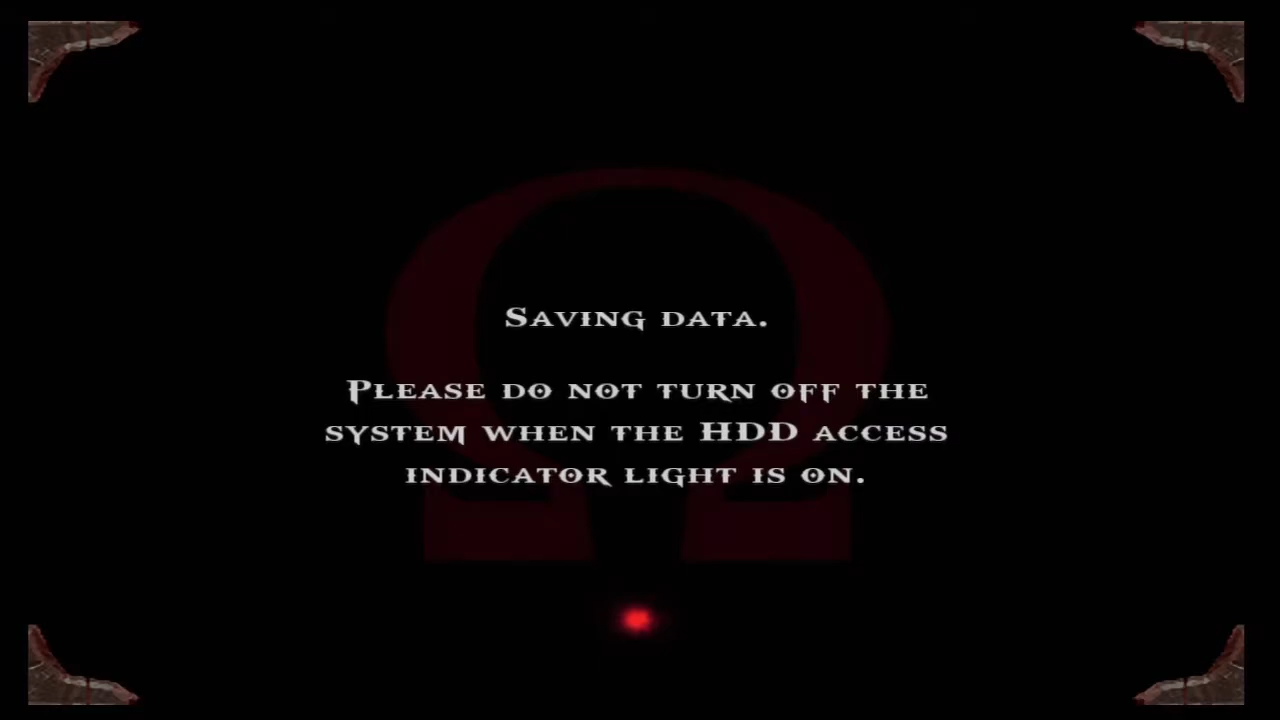 Saving data.
Please do not turn off the
system when the HDD access
indicator light is on.